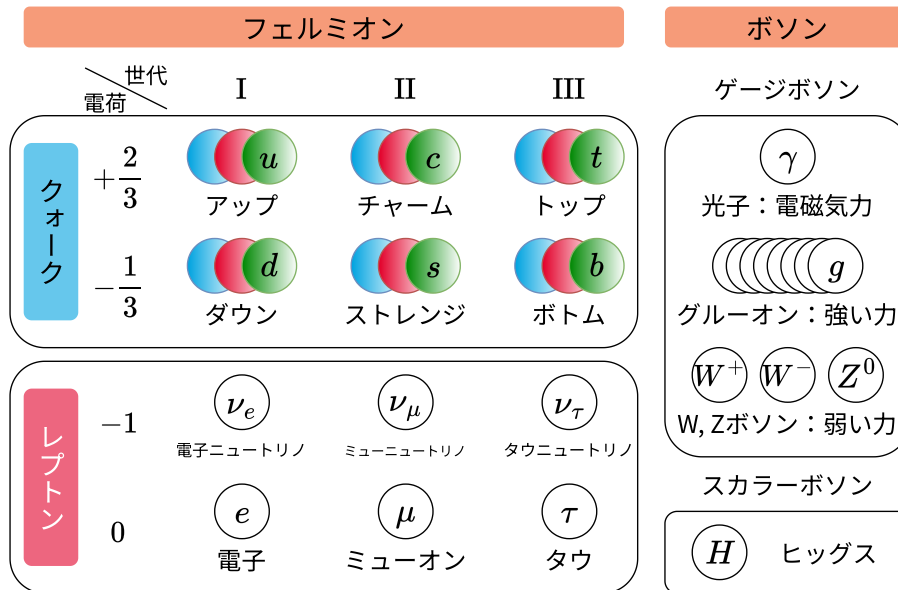 フェルミオン
ボソン
世代
電荷
I
II
III
ゲージボソン
クォーク
+2/3
u
c
t
アップ
チャーム
トップ
-1/3
d
s
b
ダウン
ストレンジ
ボトム
γ
光子：電磁気力
g
グルーオン：強い力
W⁺
W⁻
Z⁰
W, Zボソン：弱い力
レプトン
−1
νₑ
ν_μ
ν_τ
電子ニュートリノ
ミューニュートリノ
タウニュートリノ
0
e
μ
τ
電子
ミューオン
タウ
スカラーボソン
H
ヒッグス